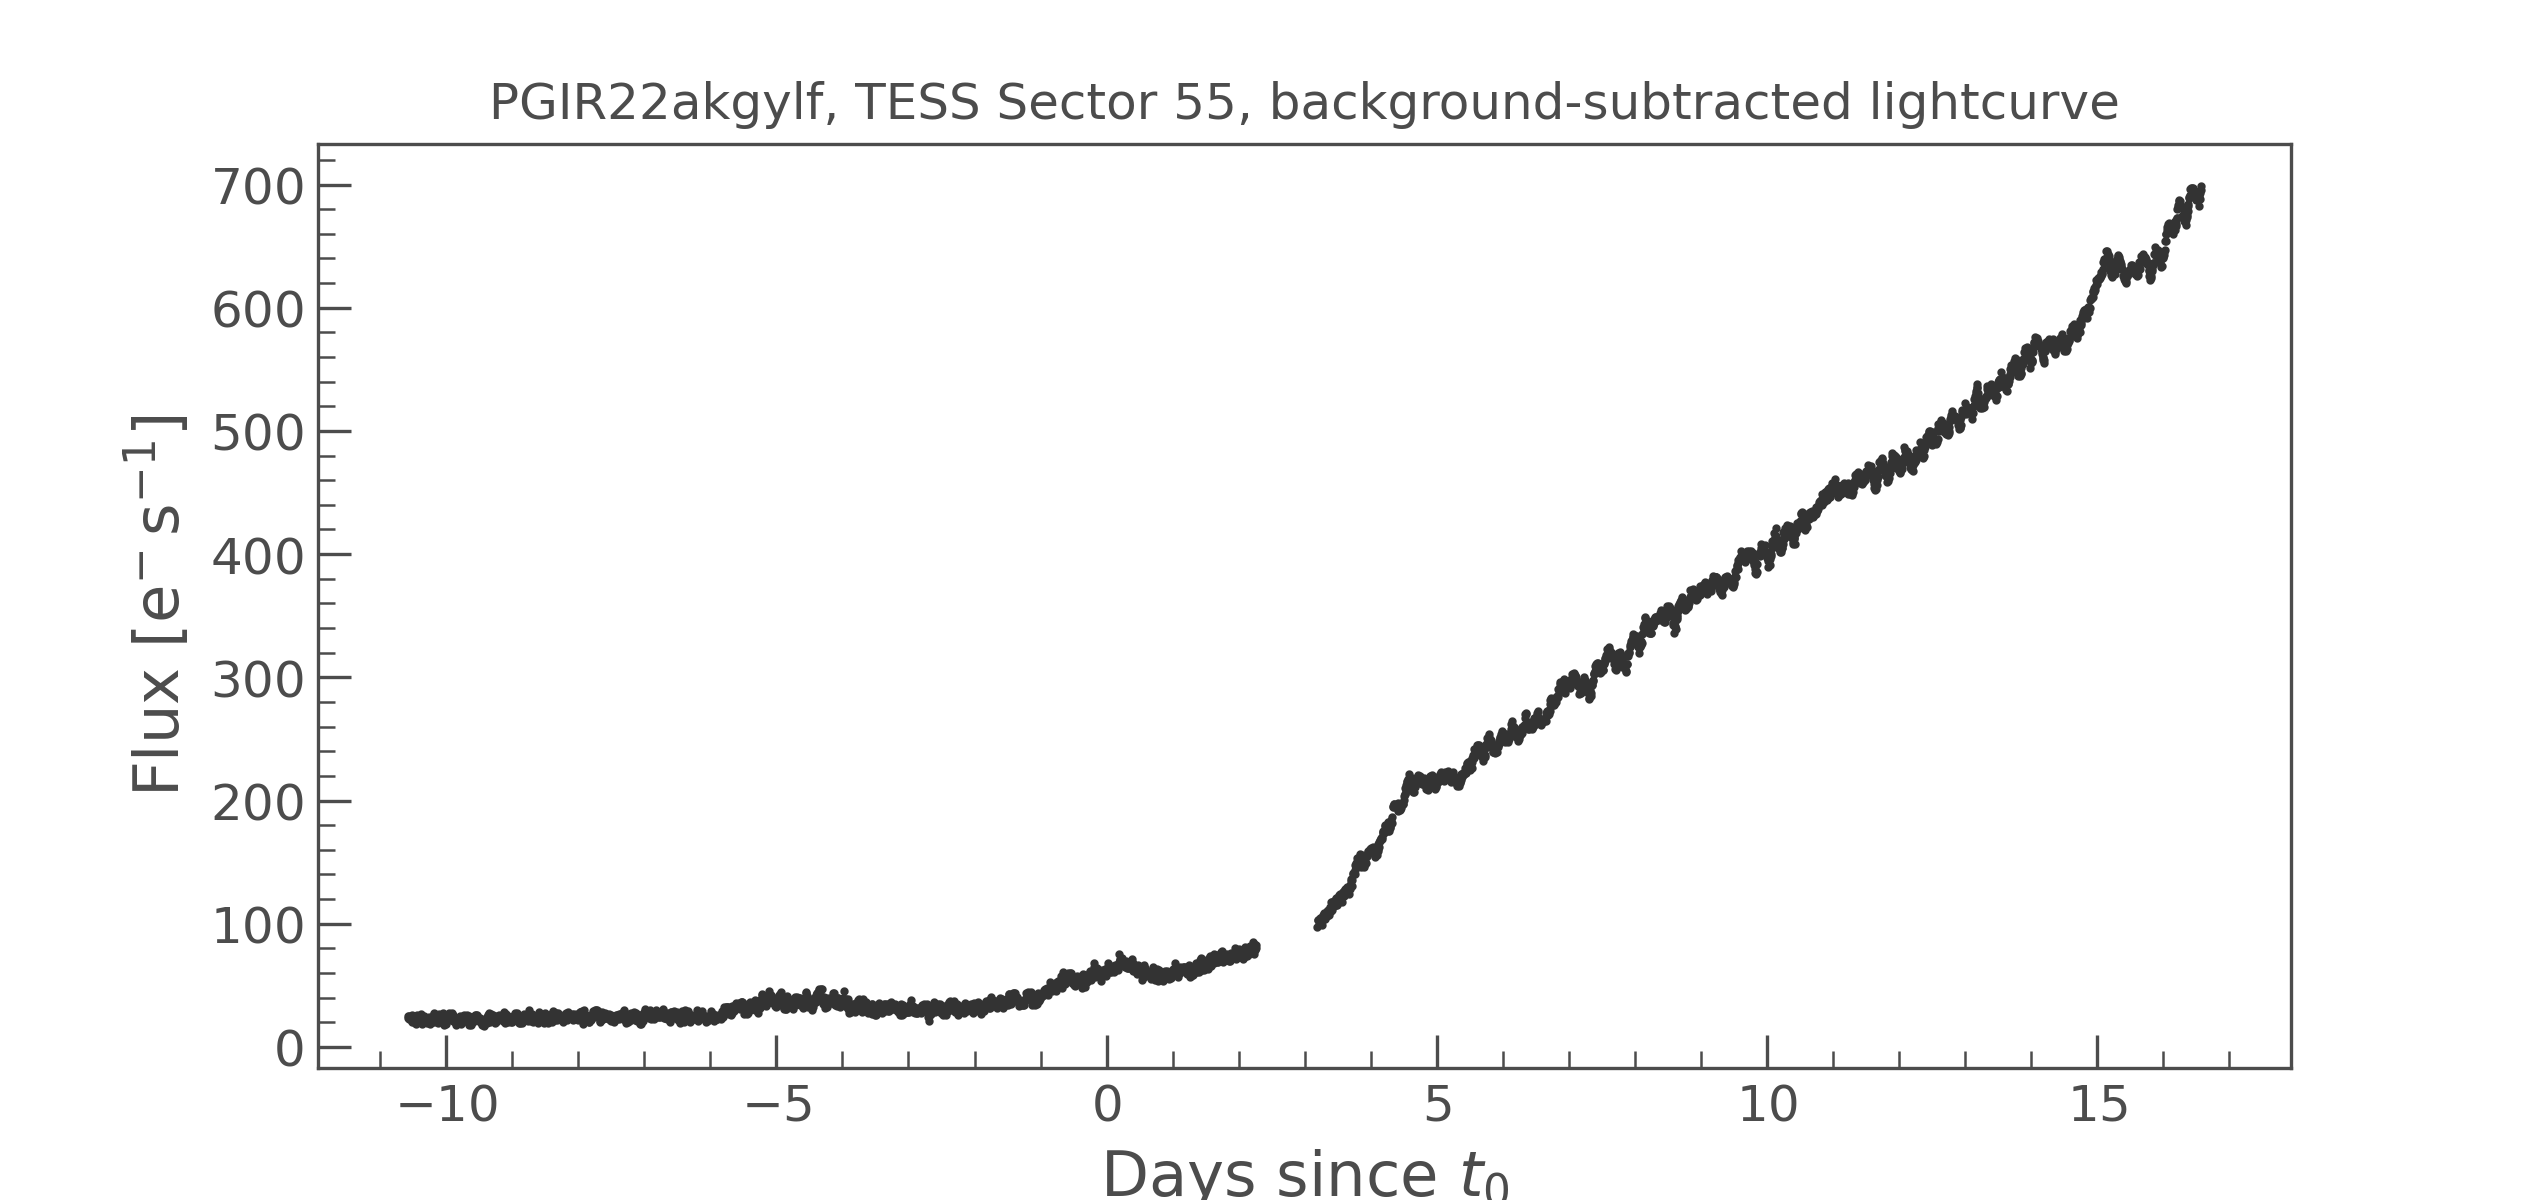 PGIR22akgylf, TESS Sector 55, background-subtracted lightcurve
700
600
500
400
300
200
100
0
Flux [e⁻ s⁻¹]
−10 −5 0 5 10 15
Days since t₀